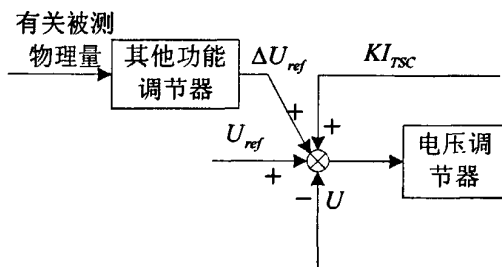 有关被测
物理量
其他功能
调节器
ΔU_ref
KI_TSC
+
+
U_ref
+
电压调
节器
− U